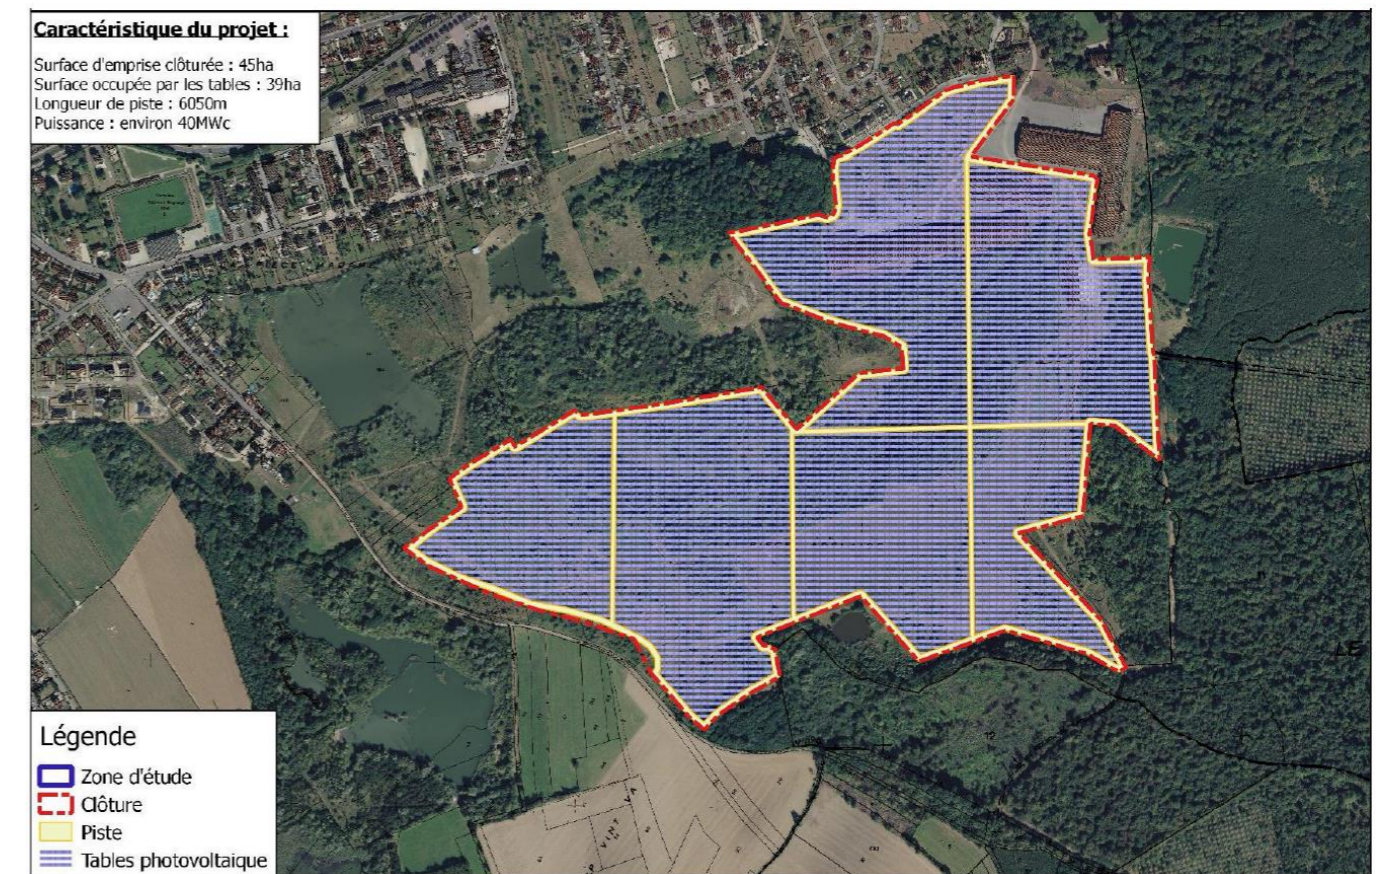 Caractéristique du projet :
Surface d'emprise clôturée : 45ha
Surface occupée par les tables : 39ha
Longueur de piste : 6050m
Puissance : environ 40MWc
Légende
Zone d'étude
Clôture
Piste
Tables photovoltaique